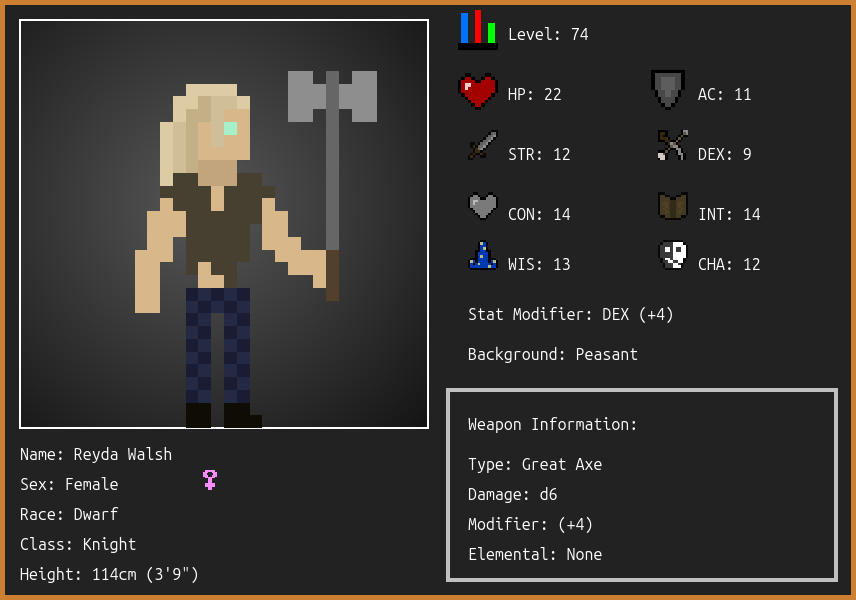 Level: 74
HP: 22
AC: 11
STR: 12
DEX: 9
CON: 14
INT: 14
WIS: 13
CHA: 12
Stat Modifier: DEX (+4)
Background: Peasant
Weapon Information:
Type: Great Axe
Damage: d6
Modifier: (+4)
Elemental: None
Name: Reyda Walsh
Sex: Female
Race: Dwarf
Class: Knight
Height: 114cm (3'9")